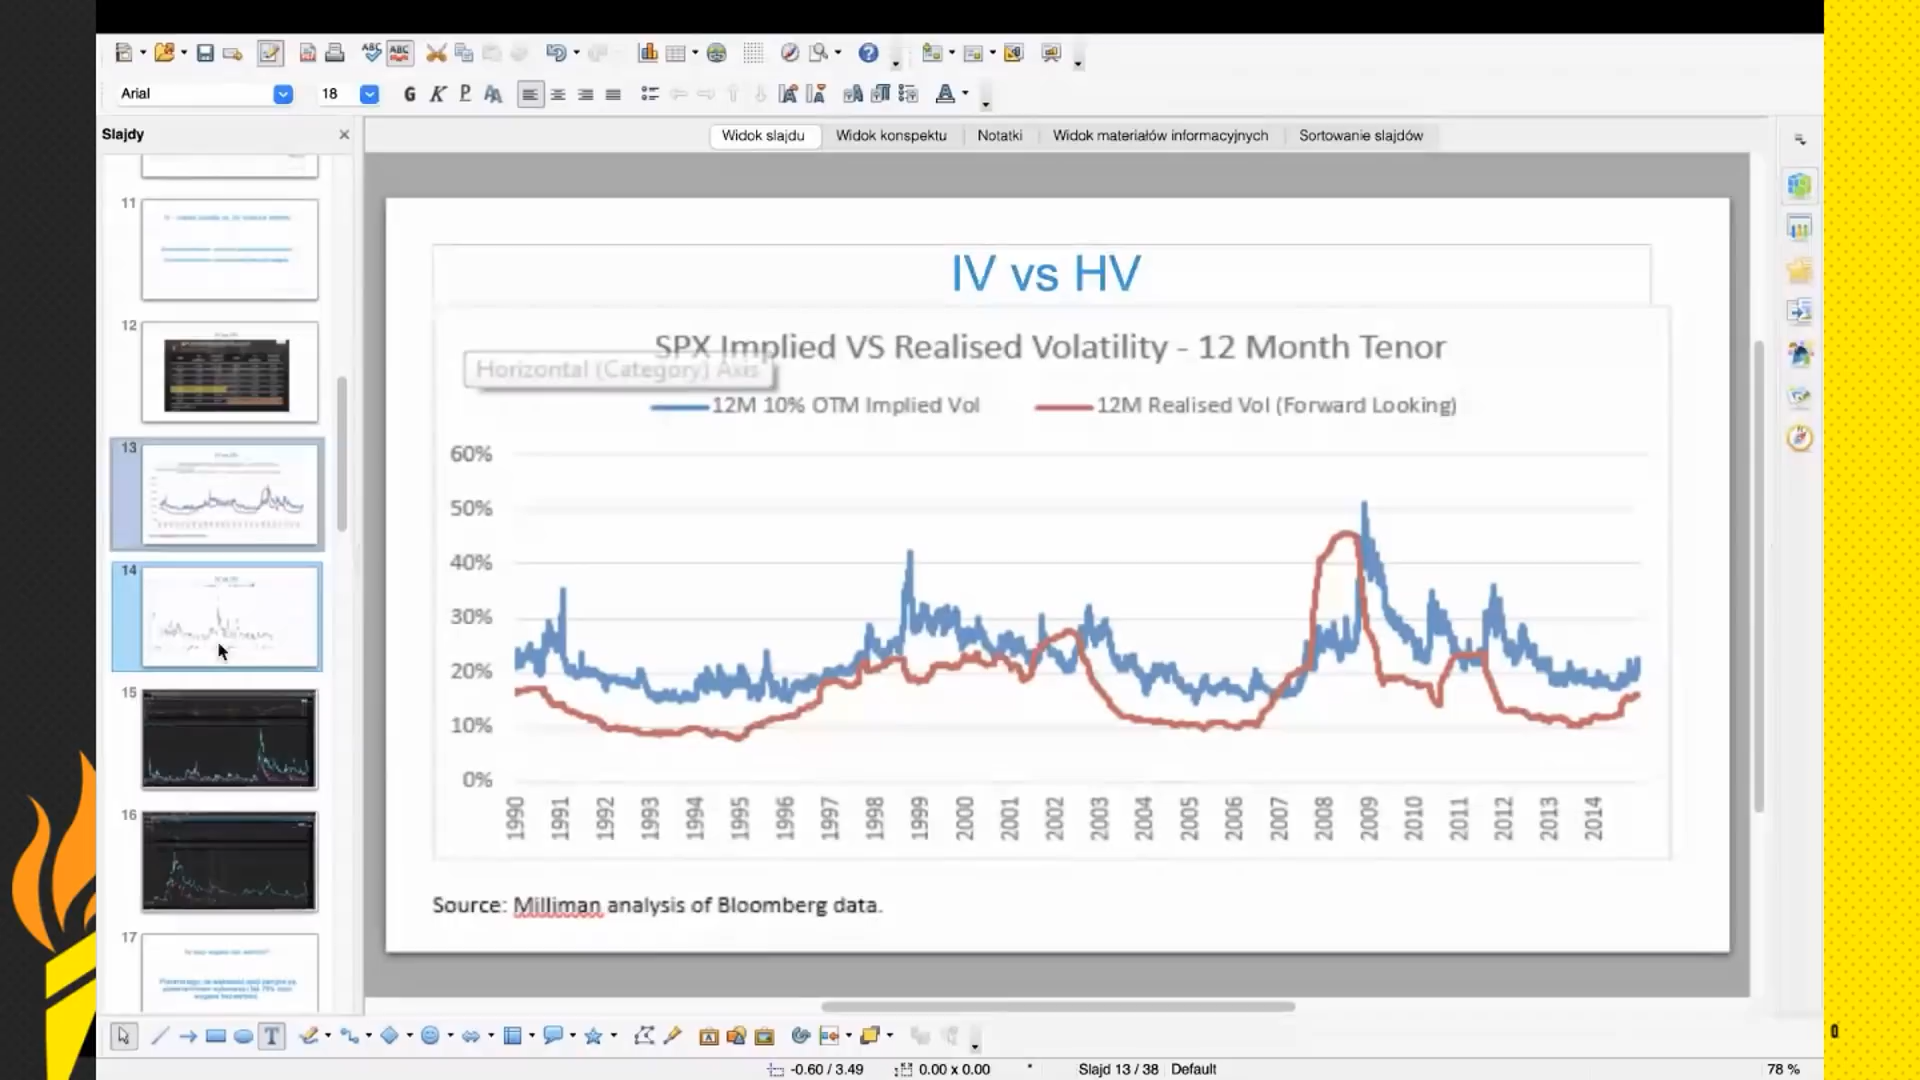 Arial
18
G K P
Slajdy
Widok slajdu
Widok konspektu
Notatki
Widok materiałów informacyjnych
Sortowanie slajdów
11
12
13
14
15
16
17
IV vs HV
SPX Implied VS Realised Volatility - 12 Month Tenor
Horizontal (Category) Axis
12M 10% OTM Implied Vol
12M Realised Vol (Forward Looking)
60%
50%
40%
30%
20%
10%
0%
1990 1991 1992 1993 1994 1995 1996 1997 1998 1999 2000 2001 2002 2003 2004 2005 2006 2007 2008 2009 2010 2011 2012 2013 2014
Source: Milliman analysis of Bloomberg data.
-0.60 / 3.49
0.00 x 0.00
*
Slajd 13 / 38
Default
78 %